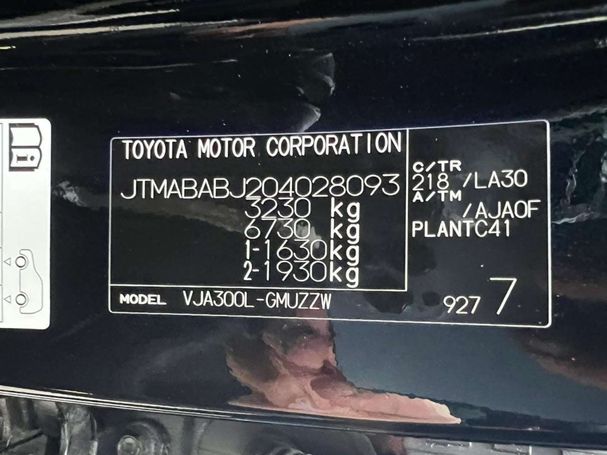 TOYOTA MOTOR CORPORATION
JTMABABJ204028093
3230 kg
6730 kg
1-1630kg
2-1930kg
MODEL VJA300L-GMUZZW
C/TR
218 /LA30
A/TM
/AJA0F
PLANTC41
927 7